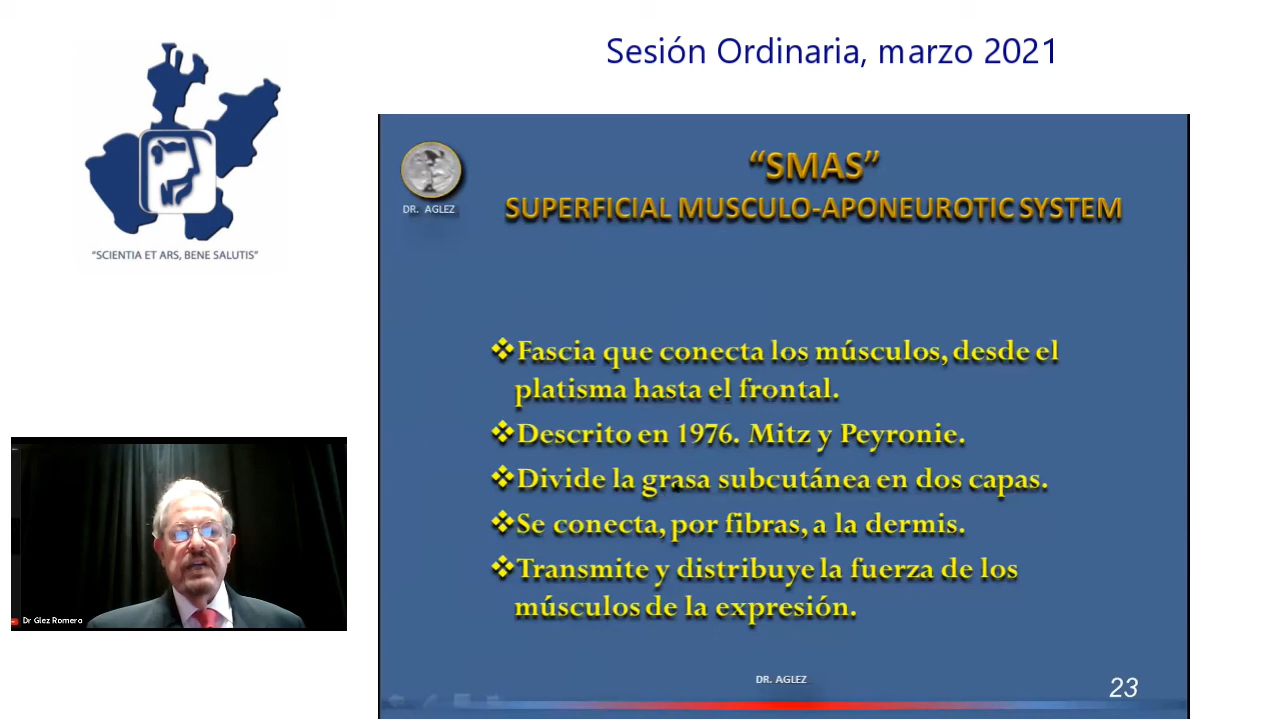 Sesión Ordinaria, marzo 2021
"SCIENTIA ET ARS, BENE SALUTIS"
DR. AGLEZ
“SMAS”
SUPERFICIAL MUSCULO-APONEUROTIC SYSTEM
❖Fascia que conecta los músculos, desde el
platisma hasta el frontal.
❖Descrito en 1976. Mitz y Peyronie.
❖Divide la grasa subcutánea en dos capas.
❖Se conecta, por fibras, a la dermis.
❖Transmite y distribuye la fuerza de los
músculos de la expresión.
DR. AGLEZ
23
Dr Glez Romero